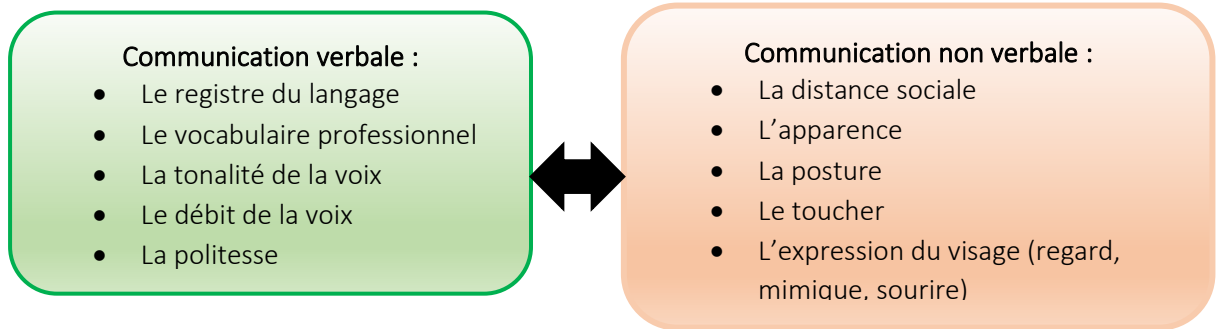 Communication verbale :
• Le registre du langage
• Le vocabulaire professionnel
• La tonalité de la voix
• Le débit de la voix
• La politesse
Communication non verbale :
• La distance sociale
• L’apparence
• La posture
• Le toucher
• L’expression du visage (regard,
mimique, sourire)